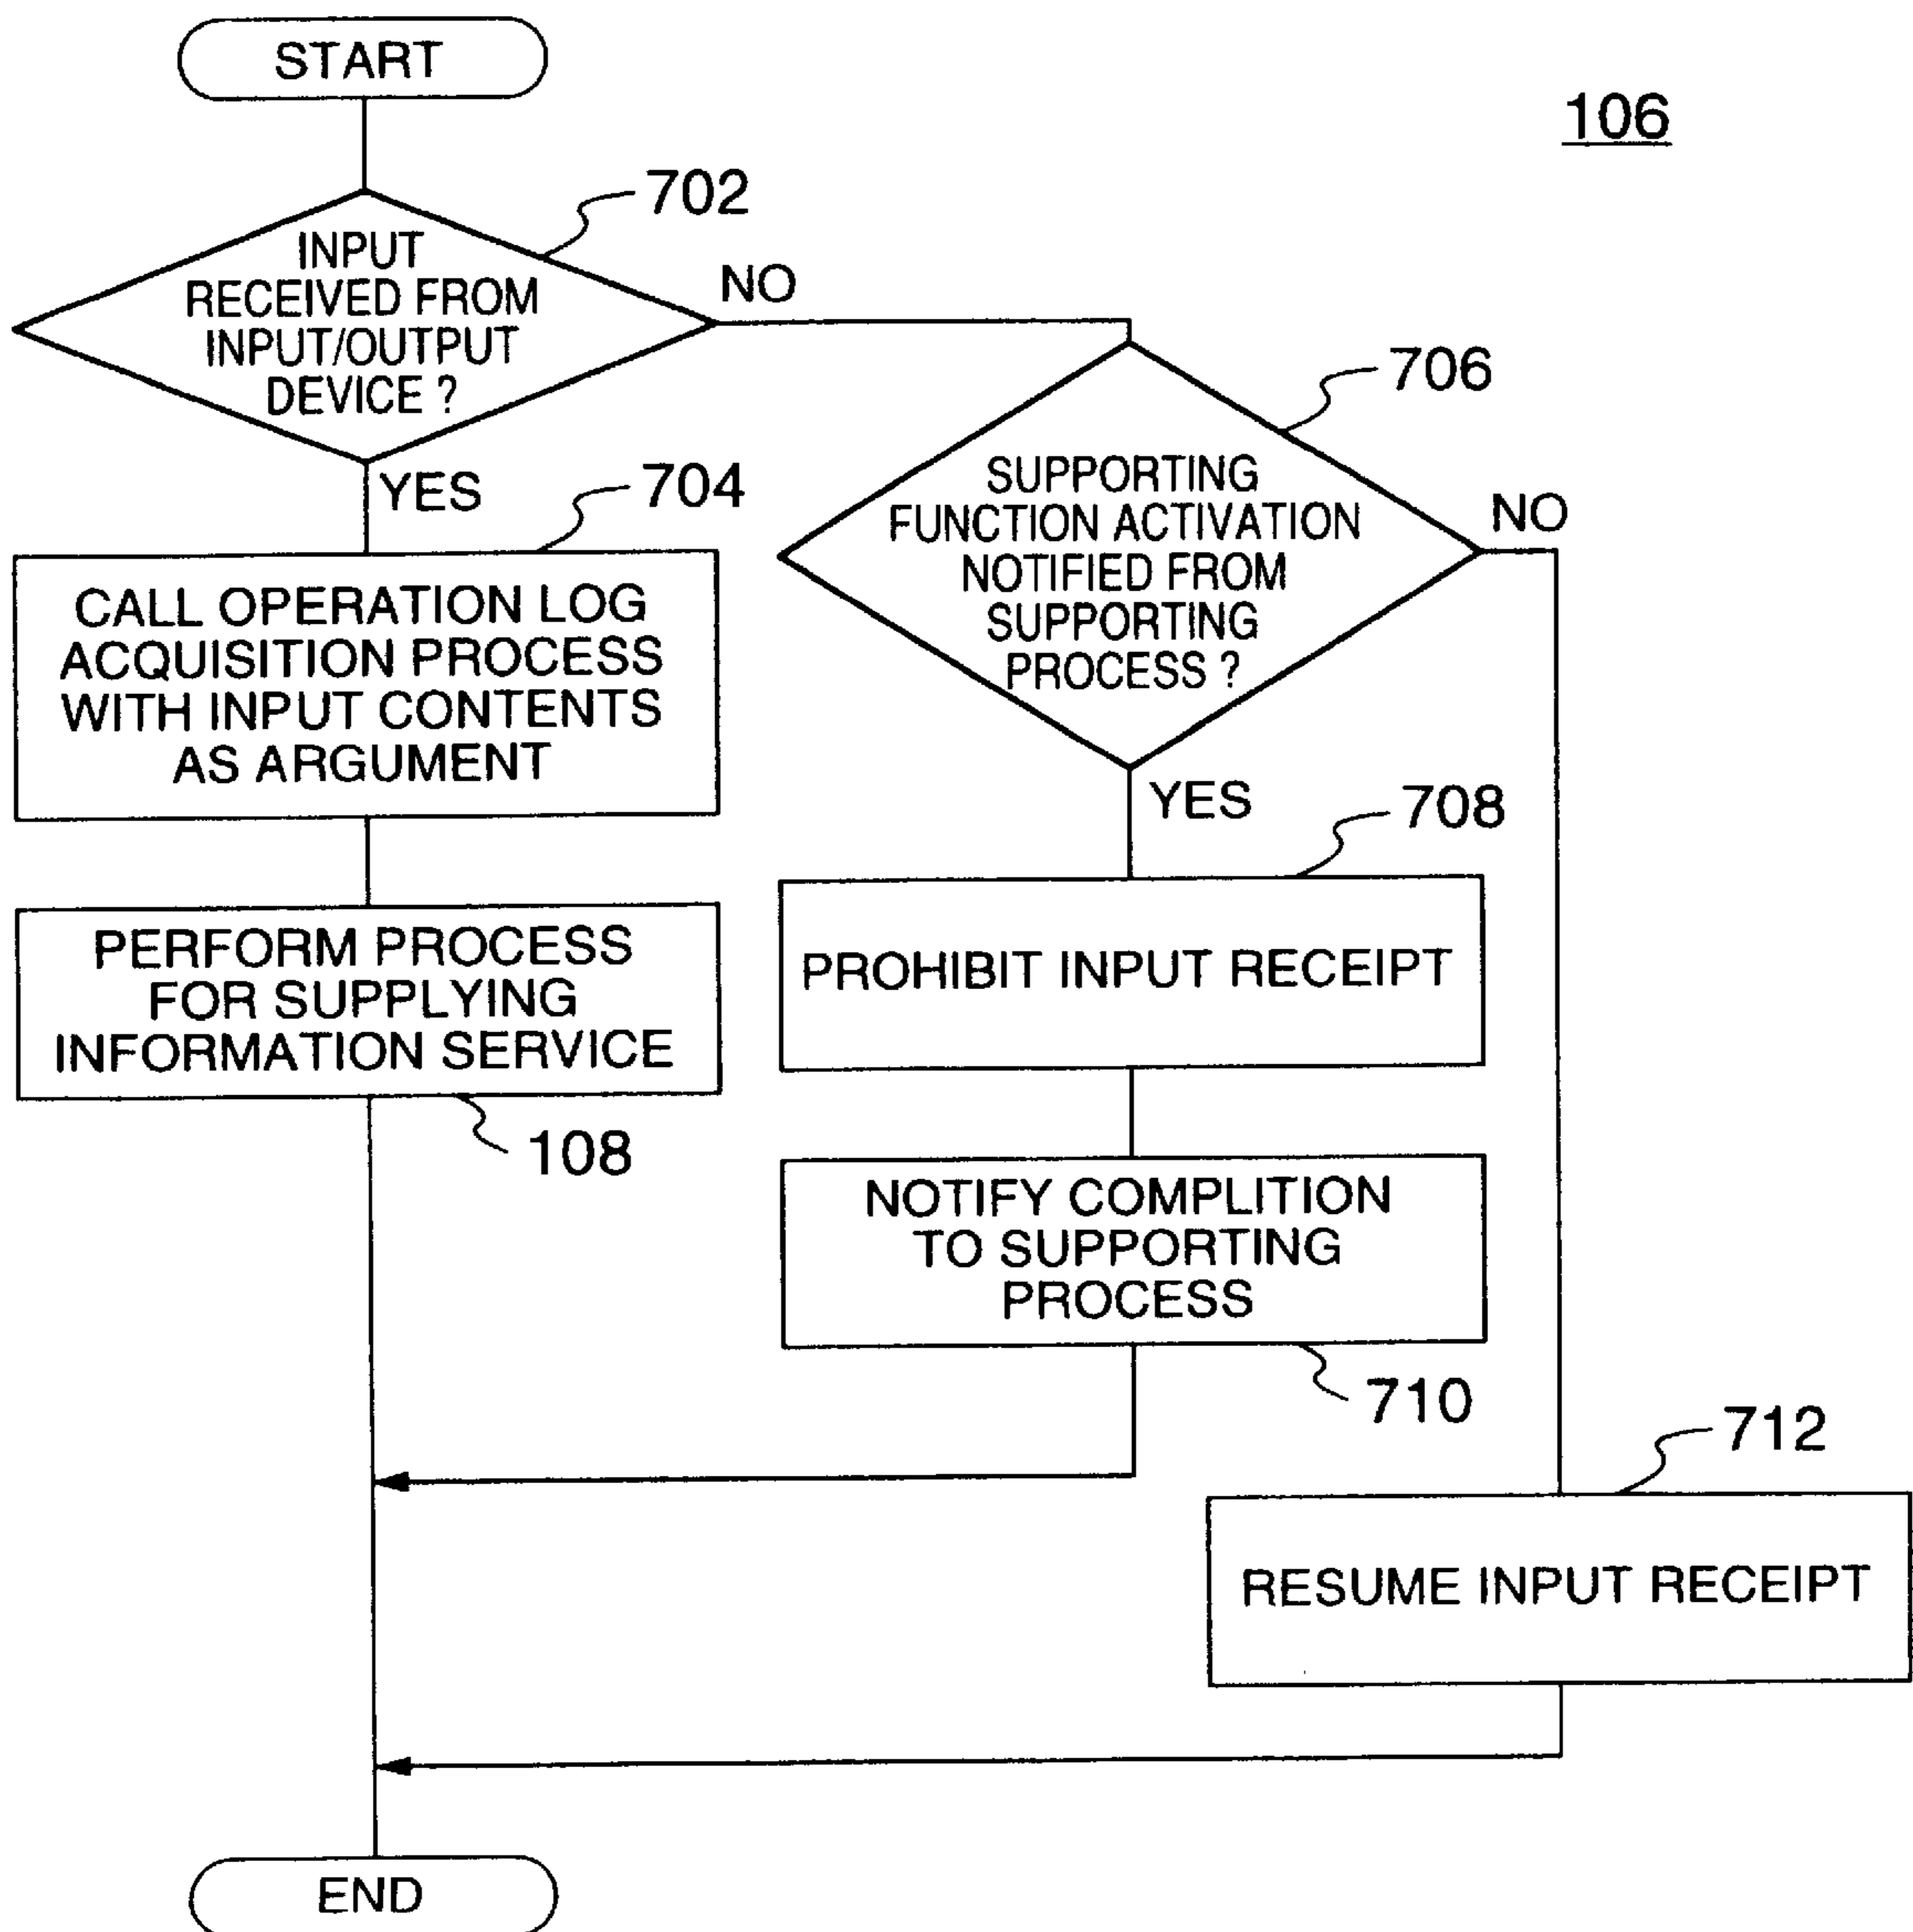 START
106
702
INPUT
RECEIVED FROM
INPUT/OUTPUT
DEVICE ?
NO
YES
704
CALL OPERATION LOG
ACQUISITION PROCESS
WITH INPUT CONTENTS
AS ARGUMENT
PERFORM PROCESS
FOR SUPPLYING
INFORMATION SERVICE
108
706
SUPPORTING
FUNCTION ACTIVATION
NOTIFIED FROM
SUPPORTING
PROCESS ?
NO
YES
708
PROHIBIT INPUT RECEIPT
NOTIFY COMPLITION
TO SUPPORTING
PROCESS
710
712
RESUME INPUT RECEIPT
END